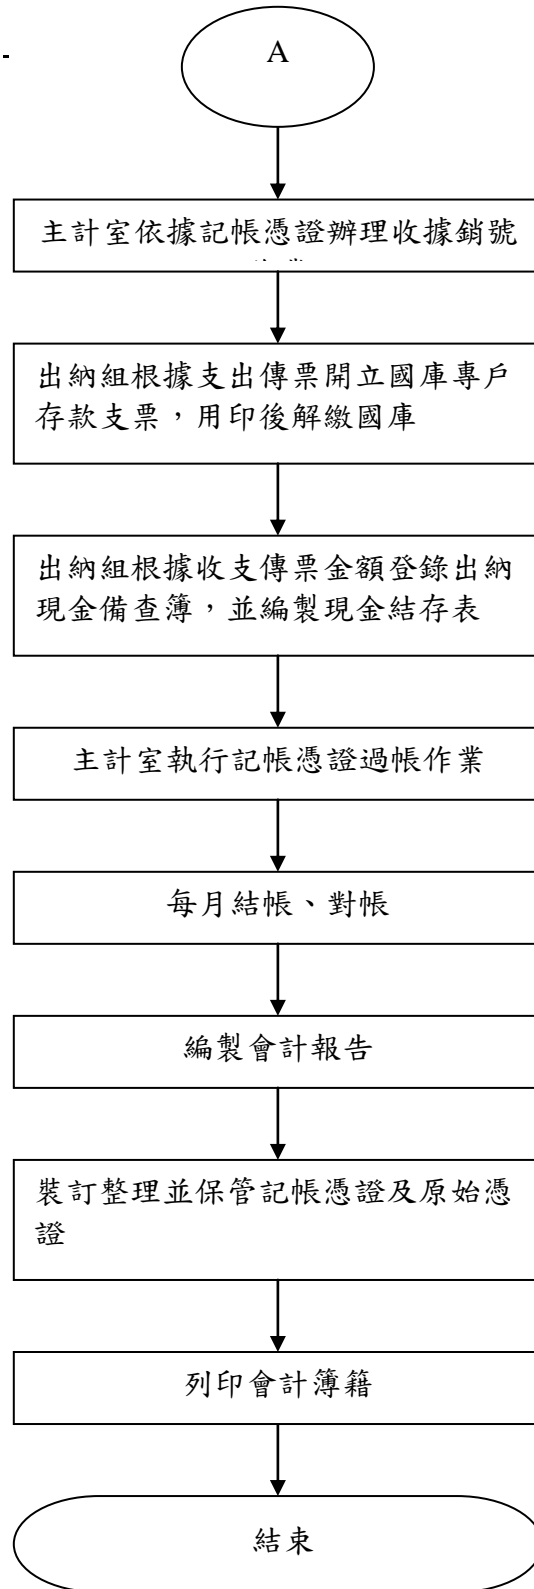 A
主計室依據記帳憑證辦理收據銷號
出納組根據支出傳票開立國庫專戶
存款支票，用印後解繳國庫
出納組根據收支傳票金額登錄出納
現金備查簿，並編製現金結存表
主計室執行記帳憑證過帳作業
每月結帳、對帳
編製會計報告
裝訂整理並保管記帳憑證及原始憑
證
列印會計簿籍
結束